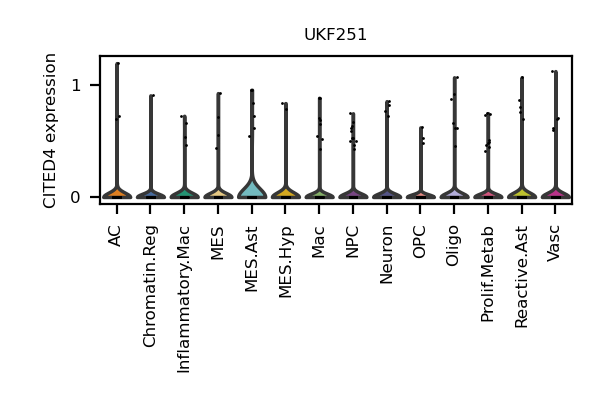 UKF251
CITED4 expression
1
0
AC
Chromatin.Reg
Inflammatory.Mac
MES
MES.Ast
MES.Hyp
Mac
NPC
Neuron
OPC
Oligo
Prolif.Metab
Reactive.Ast
Vasc